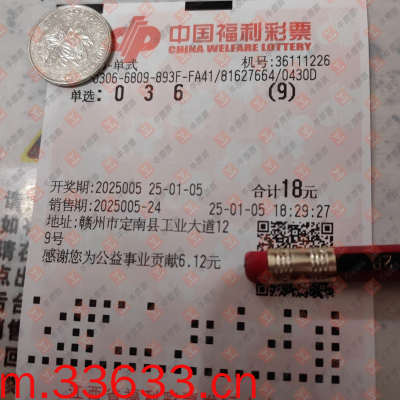 中国福利彩票
CHINA WELFARE LOTTERY
单式 机号:36111226
0306-6809-893F-FA41/81627664/0430D
单选: 0 3 6 (9)
开奖期:2025005 25-01-05 合计18元
销售期:2025005-24 25-01-05 18:29:27
地址:赣州市定南县工业大道12
9号
感谢您为公益事业贡献6.12元
m.33633.cn